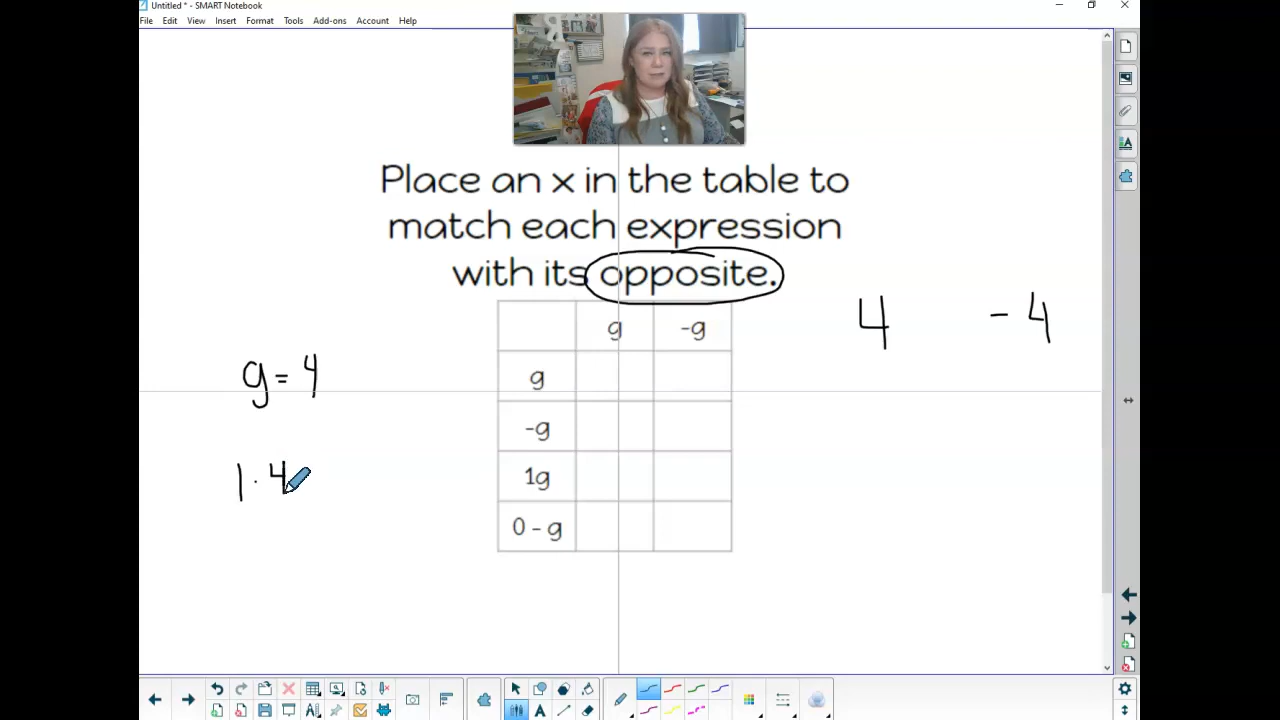 Untitled * - SMART Notebook
File Edit View Insert Format Tools Add-ons Account Help
Place an x in the table to
match each expression
with its opposite.
g -g
g
-g
1g
0 - g
4 - 4
g = 4
1 · 4